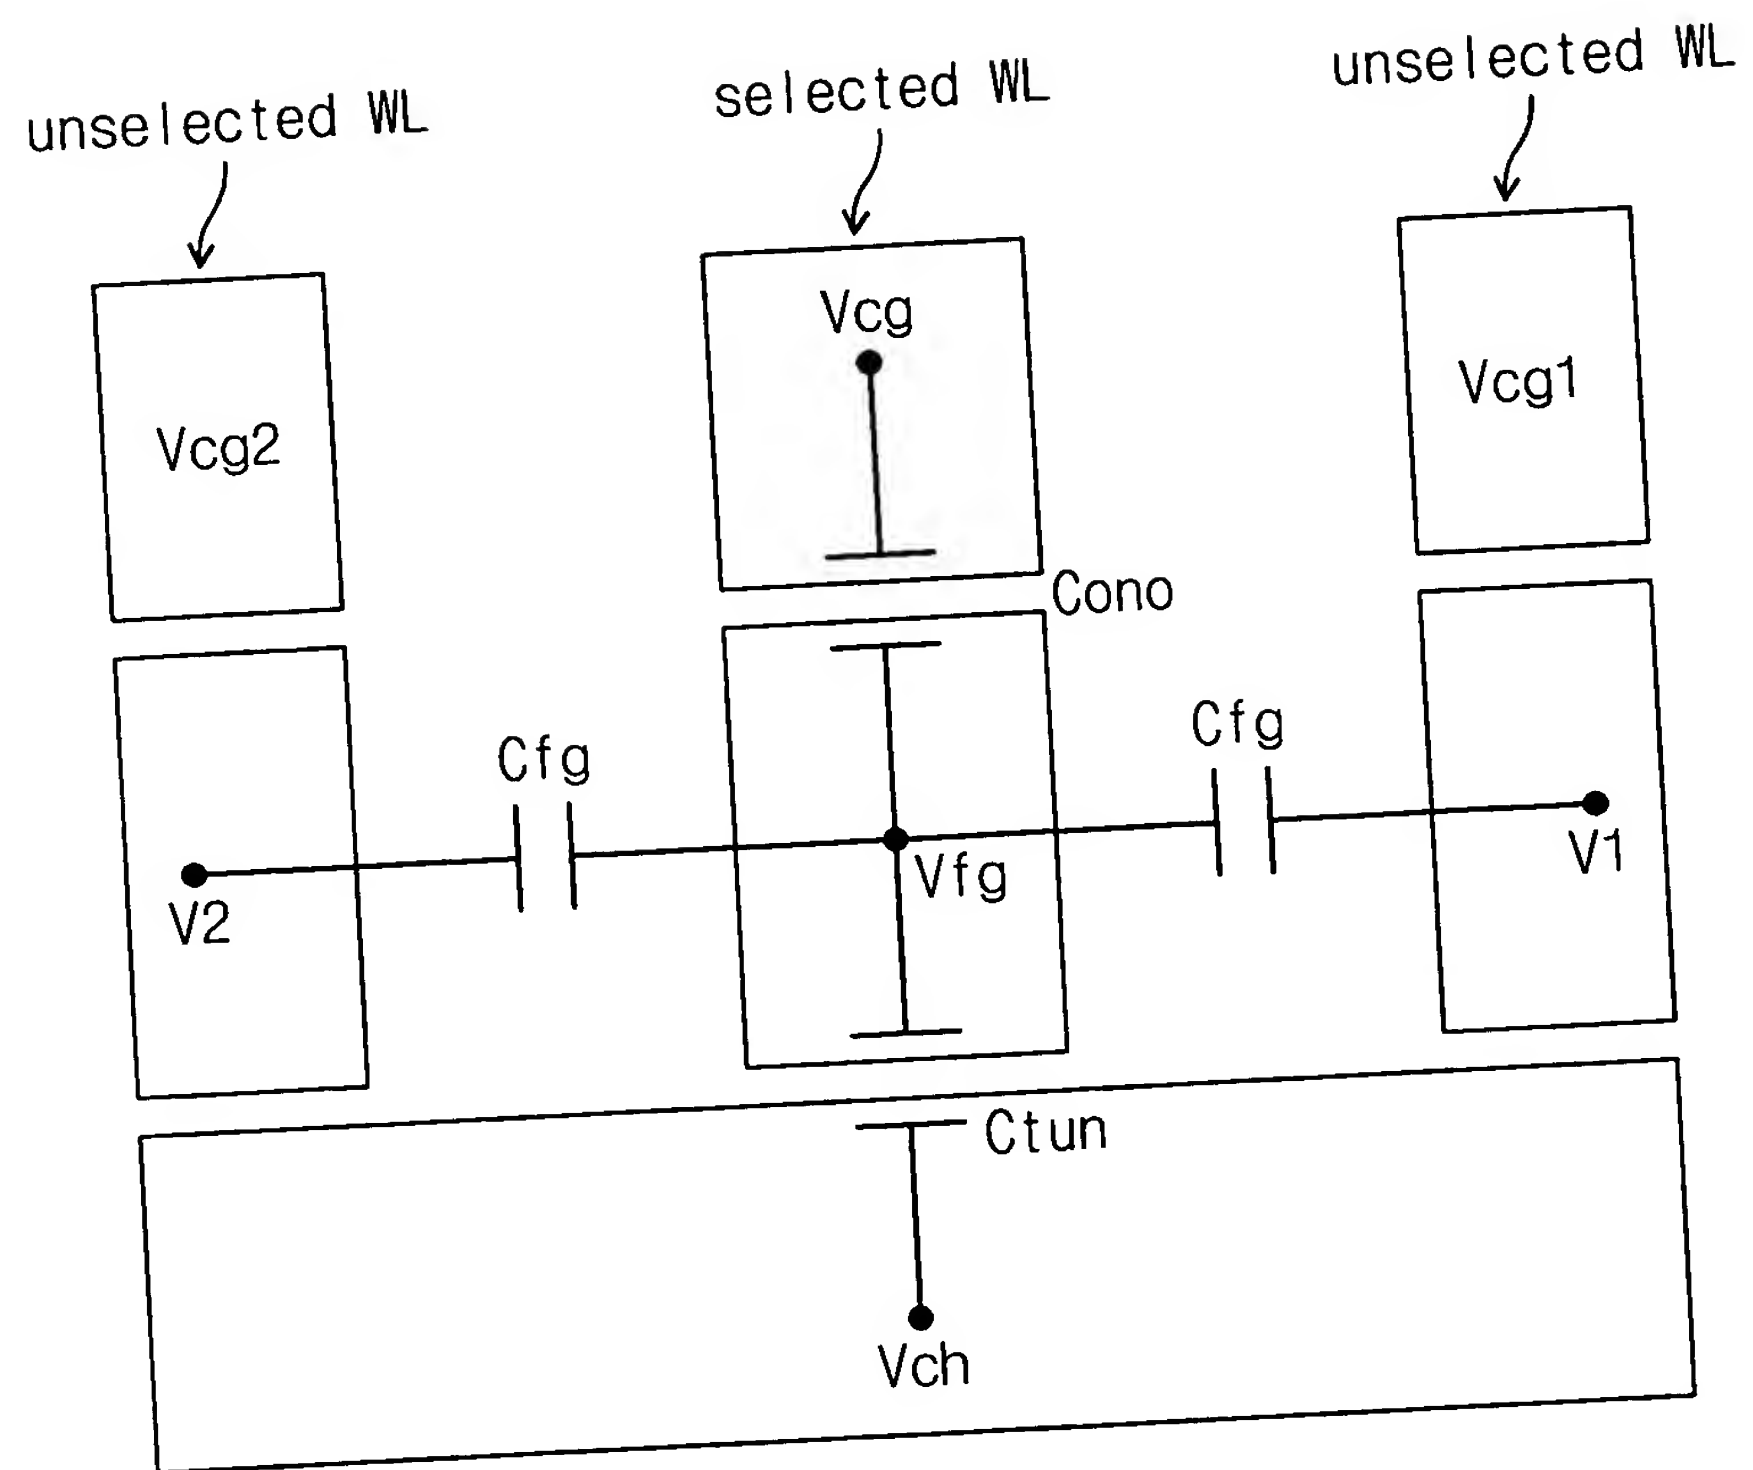 unselected WL
selected WL
unselected WL
Vcg
Vcg1
Vcg2
Cono
Cfg
Cfg
V1
Vfg
V2
Ctun
Vch